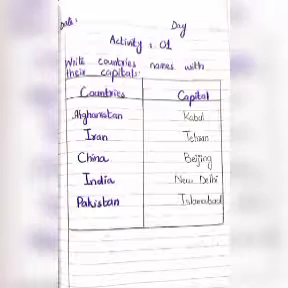 Date:
Day
Activity : 01
Write countries names with
their capitals.
Countries Capital
Afghanistan Kabul
Iran Tehran
China Beijing
India New Delhi
Pakistan Islamabad